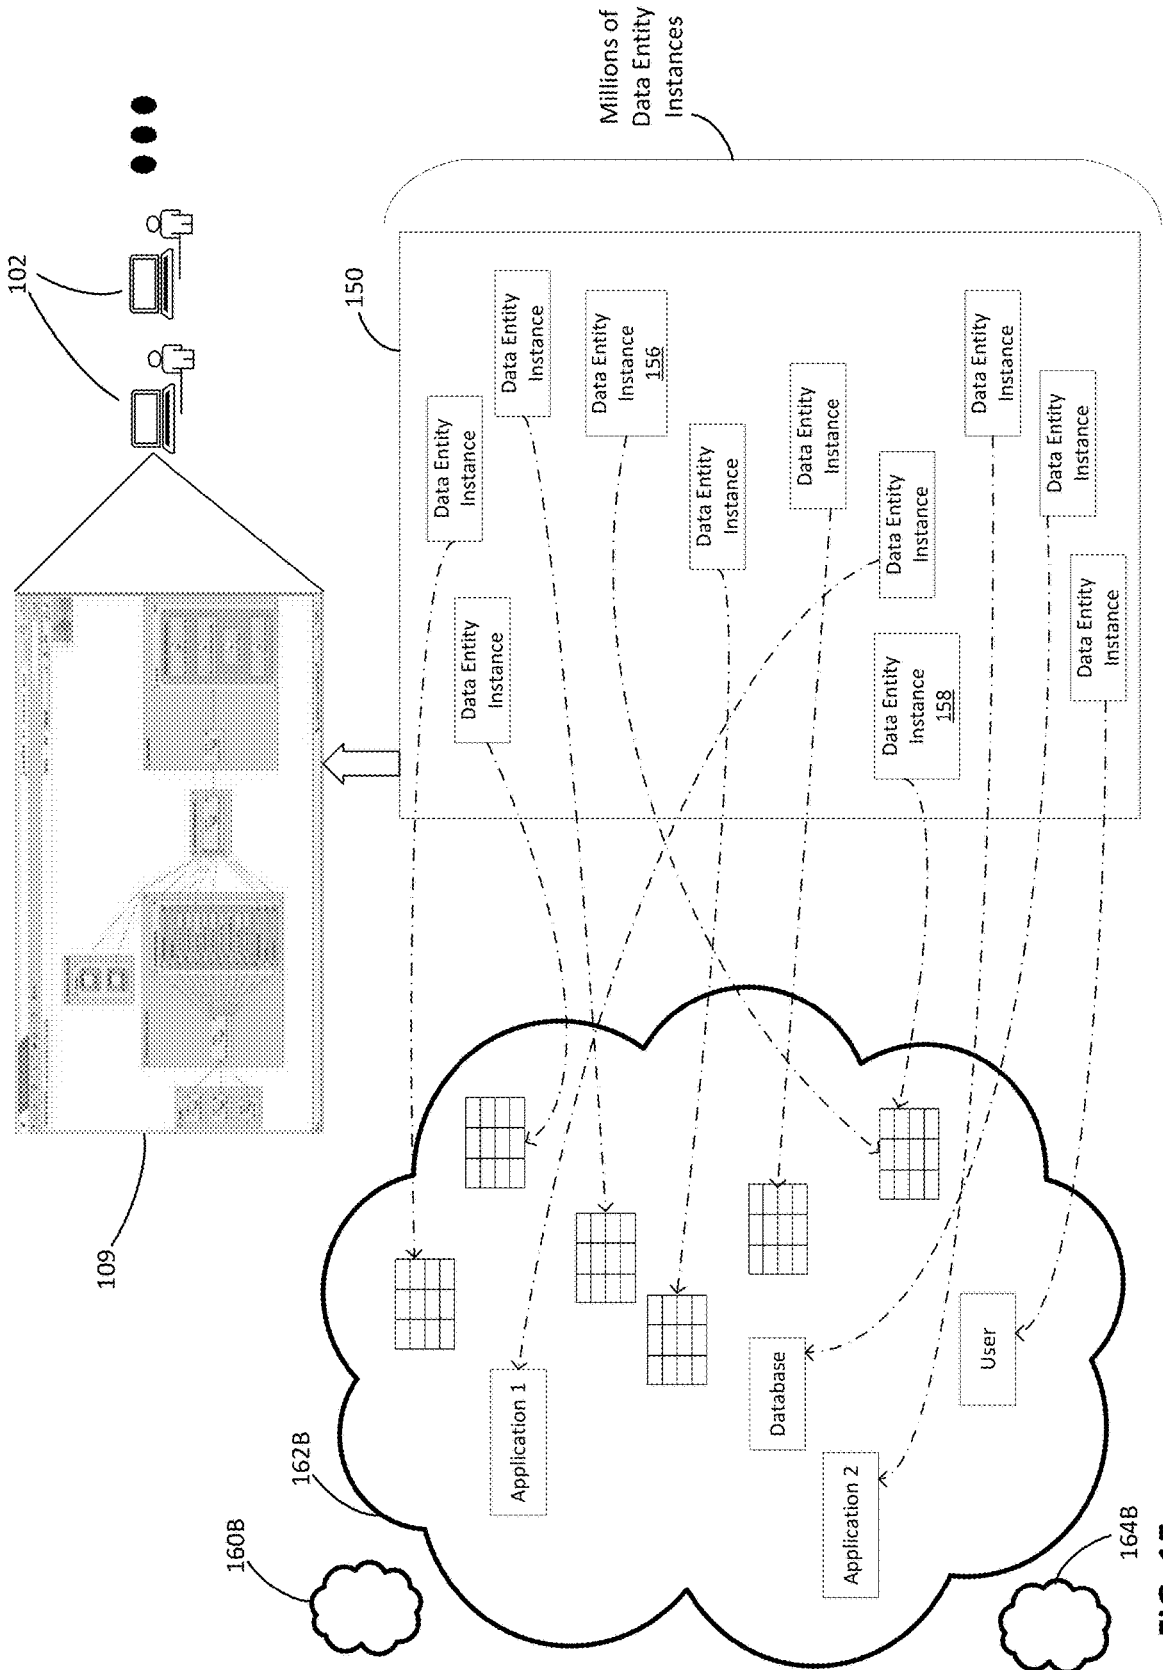 102
109
160B
162B
150
Data Entity
Instance
Data Entity
Instance
Data Entity
Instance
Application 1
Data Entity
Instance
156
Millions of
Data Entity
Instances
Data Entity
Instance
Database
Data Entity
Instance
Application 2
Data Entity
Instance
158
Data Entity
Instance
User
Data Entity
Instance
Data Entity
Instance
Data Entity
Instance
164B